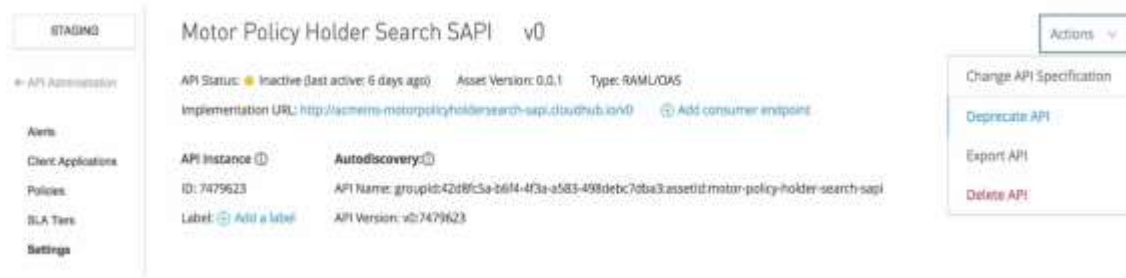 STAGING
Motor Policy Holder Search SAPI v0
Actions
← API Administration
API Status: Inactive (last active: 6 days ago) Asset Version: 0.0.1 Type: RAML/OAS
Change API Specification
Implementation URL: http://acmeins-motorpolicyholdersearch-sapi.cloudhub.io/v0 Add consumer endpoint
Deprecate API
Alerts
Client Applications
API Instance Autodiscovery:
Export API
Policies
ID: 7479623 API Name: groupId:42d8fc5a-b6f4-4f3a-a583-498debc7dba3:assetId:motor-policy-holder-search-sapi
Delete API
SLA Tiers
Label: Add a label API Version: v0:7479623
Settings